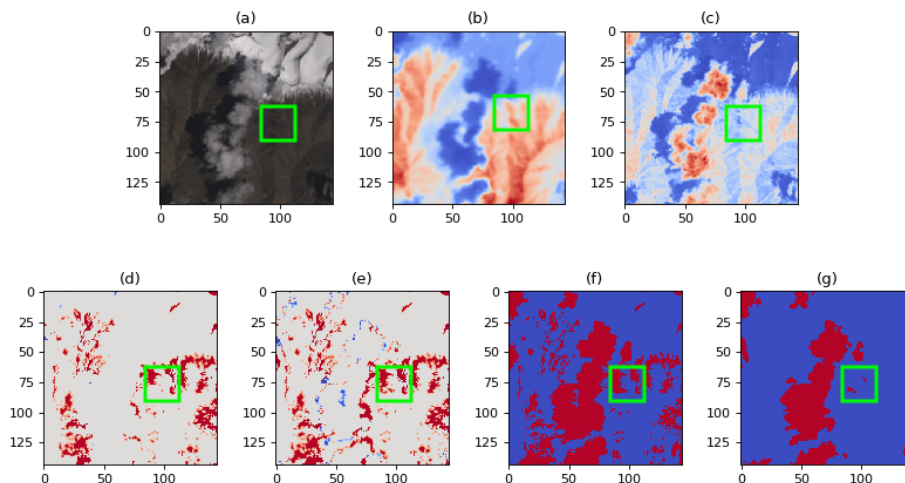 (a) (b) (c)
0 0 0
25 25 25
50 50 50
75 75 75
100 100 100
125 125 125
0 50 100 0 50 100 0 50 100
(d) (e) (f) (g)
0 0 0 0
25 25 25 25
50 50 50 50
75 75 75 75
100 100 100 100
125 125 125 125
0 50 100 0 50 100 0 50 100 0 50 100